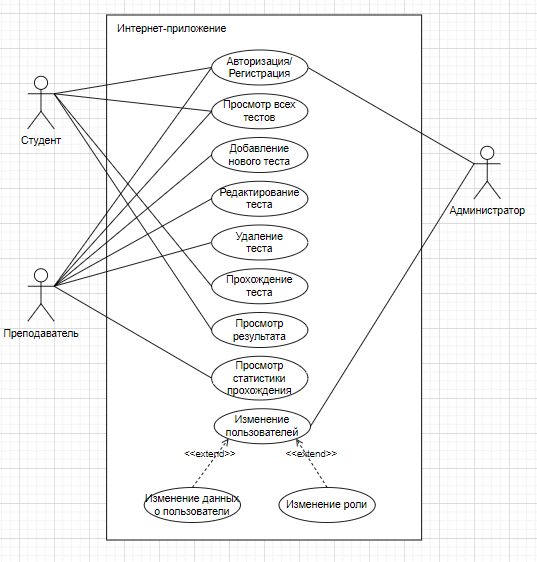 Интернет-приложение
Авторизация/
Регистрация
Просмотр всех
тестов
Студент
Добавление
нового теста
Редактирование
теста
Администратор
Удаление
теста
Прохождение
теста
Преподаватель
Просмотр
результата
Просмотр
статистики
прохождения
Изменение
пользователей
<<extend>>
<<extend>>
Изменение данных
о пользователи
Изменение роли